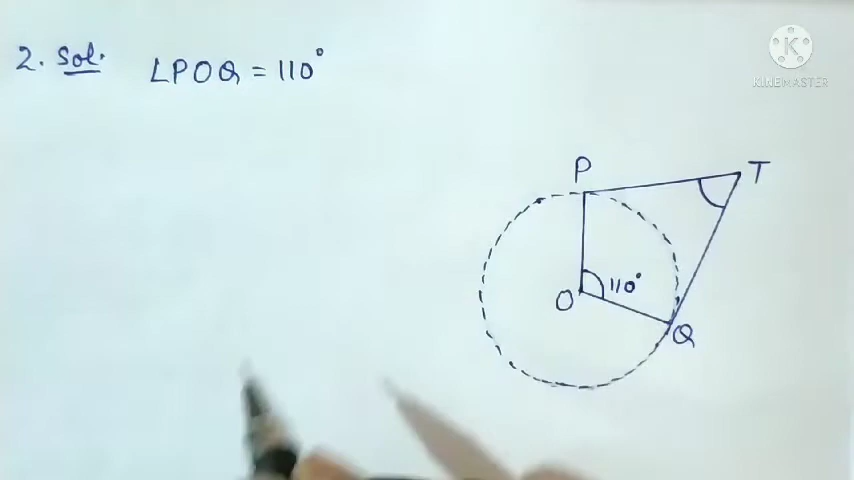 2. Sol. ∠POQ = 110°
K
KINEMASTER
P
T
110°
O
Q